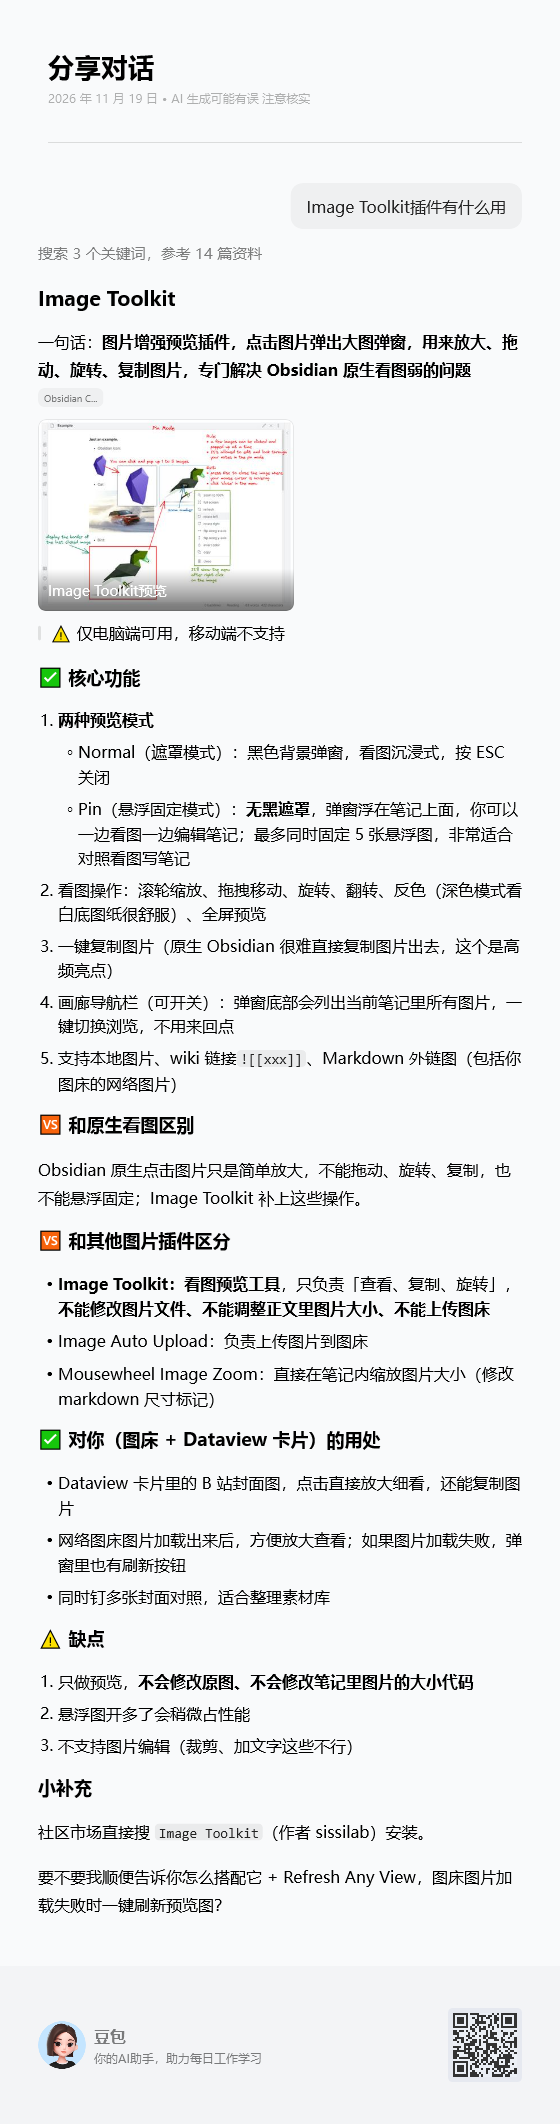 分享对话
2026 年 11 月 19 日 • AI 生成可能有误 注意核实
Image Toolkit插件有什么用
搜索 3 个关键词，参考 14 篇资料
Image Toolkit
一句话：图片增强预览插件，点击图片弹出大图弹窗，用来放大、拖
动、旋转、复制图片，专门解决 Obsidian 原生看图弱的问题
Obsidian C...
Example
Pin Mode
Just an example.
You can click and pop up 1 to 5 images.
Image Toolkit预览
⚠️ 仅电脑端可用，移动端不支持
✅ 核心功能
1. 两种预览模式
◦ Normal（遮罩模式）：黑色背景弹窗，看图沉浸式，按 ESC
关闭
◦ Pin（悬浮固定模式）：无黑遮罩，弹窗浮在笔记上面，你可以
一边看图一边编辑笔记；最多同时固定 5 张悬浮图，非常适合
对照看图写笔记
2. 看图操作：滚轮缩放、拖拽移动、旋转、翻转、反色（深色模式看
白底图纸很舒服）、全屏预览
3. 一键复制图片（原生 Obsidian 很难直接复制图片出去，这个是高
频亮点）
4. 画廊导航栏（可开关）：弹窗底部会列出当前笔记里所有图片，一
键切换浏览，不用来回点
5. 支持本地图片、wiki 链接 ![[xxx]] 、Markdown 外链图（包括你
图床的网络图片）
🆚 和原生看图区别
Obsidian 原生点击图片只是简单放大，不能拖动、旋转、复制，也
不能悬浮固定；Image Toolkit 补上这些操作。
🆚 和其他图片插件区分
• Image Toolkit：看图预览工具，只负责「查看、复制、旋转」，
不能修改图片文件、不能调整正文里图片大小、不能上传图床
• Image Auto Upload：负责上传图片到图床
• Mousewheel Image Zoom：直接在笔记内缩放图片大小（修改
markdown 尺寸标记）
✅ 对你（图床 + Dataview 卡片）的用处
• Dataview 卡片里的 B 站封面图，点击直接放大细看，还能复制图
片
• 网络图床图片加载出来后，方便放大查看；如果图片加载失败，弹
窗里也有刷新按钮
• 同时钉多张封面对照，适合整理素材库
⚠️ 缺点
1. 只做预览，不会修改原图、不会修改笔记里图片的大小代码
2. 悬浮图开多了会稍微占性能
3. 不支持图片编辑（裁剪、加文字这些不行）
小补充
社区市场直接搜 Image Toolkit（作者 sissilab）安装。
要不要我顺便告诉你怎么搭配它 + Refresh Any View，图床图片加
载失败时一键刷新预览图？
豆包
你的AI助手，助力每日工作学习